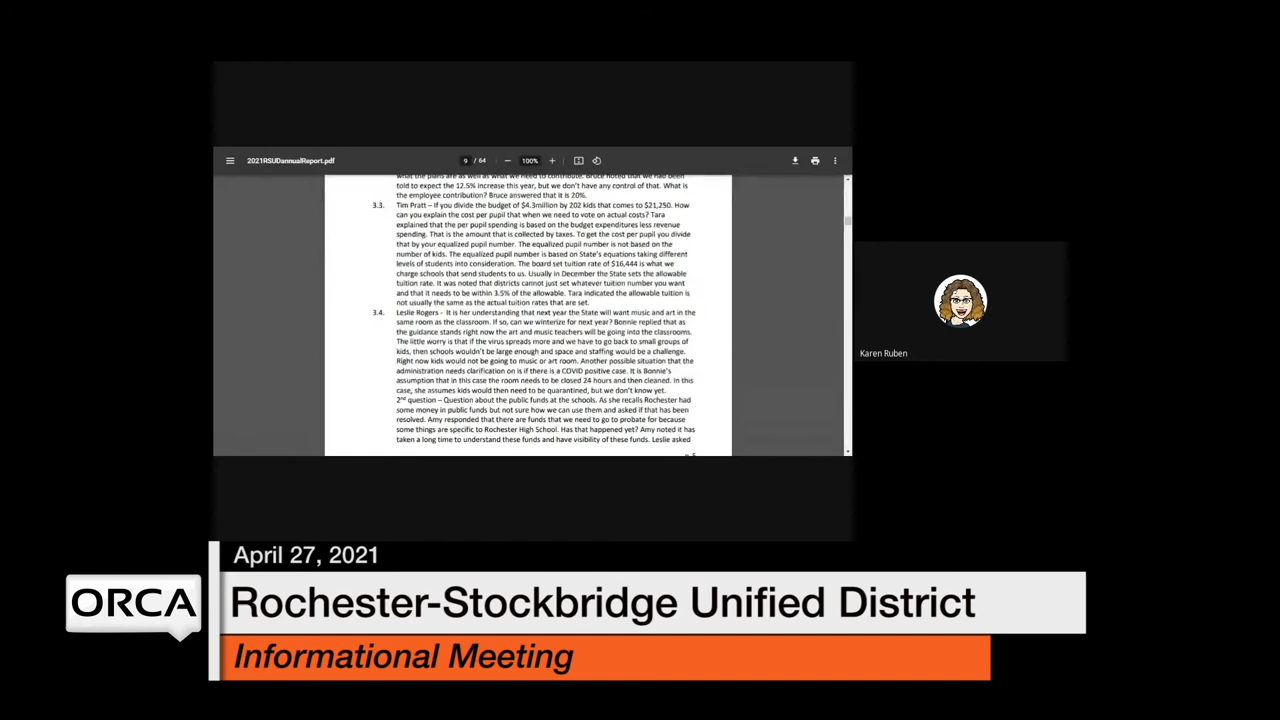 2021RSUDannualReport.pdf
9 / 64
100%
what the plans are as well as what we need to contribute. Bruce noted that we had been
told to expect the 12.5% increase this year, but we don't have any control of that. What is
the employee contribution? Bruce answered that it is 20%.
3.3. Tim Pratt – If you divide the budget of $4.3million by 202 kids that comes to $21,250. How
can you explain the cost per pupil that when we need to vote on actual costs? Tara
explained that the per pupil spending is based on the budget expenditures less revenue
spending. That is the amount that is collected by taxes. To get the cost per pupil you divide
that by your equalized pupil number. The equalized pupil number is not based on the
number of kids. The equalized pupil number is based on State's equations taking different
levels of students into consideration. The board set tuition rate of $16,444 is what we
charge schools that send students to us. Usually in December the State sets the allowable
tuition rate. It was noted that districts cannot just set whatever tuition number you want
and that it needs to be within 3.5% of the allowable. Tara indicated the allowable tuition is
not usually the same as the actual tuition rates that are set.
3.4. Leslie Rogers - It is her understanding that next year the State will want music and art in the
same room as the classroom. If so, can we winterize for next year? Bonnie replied that as
the guidance stands right now the art and music teachers will be going into the classrooms.
The little worry is that if the virus spreads more and we have to go back to small groups of
kids, then schools wouldn't be large enough and space and staffing would be a challenge.
Right now kids would not be going to music or art room. Another possible situation that the
administration needs clarification on is if there is a COVID positive case. It is Bonnie's
assumption that in this case the room needs to be closed 24 hours and then cleaned. In this
case, she assumes kids would then need to be quarantined, but we don't know yet.
2nd question – Question about the public funds at the schools. As she recalls Rochester had
some money in public funds but not sure how we can use them and asked if that has been
resolved. Amy responded that there are funds that we need to go to probate for because
some things are specific to Rochester High School. Has that happened yet? Amy noted it has
taken a long time to understand these funds and have visibility of these funds. Leslie asked
Karen Ruben
April 27, 2021
ORCA
Rochester-Stockbridge Unified District
Informational Meeting